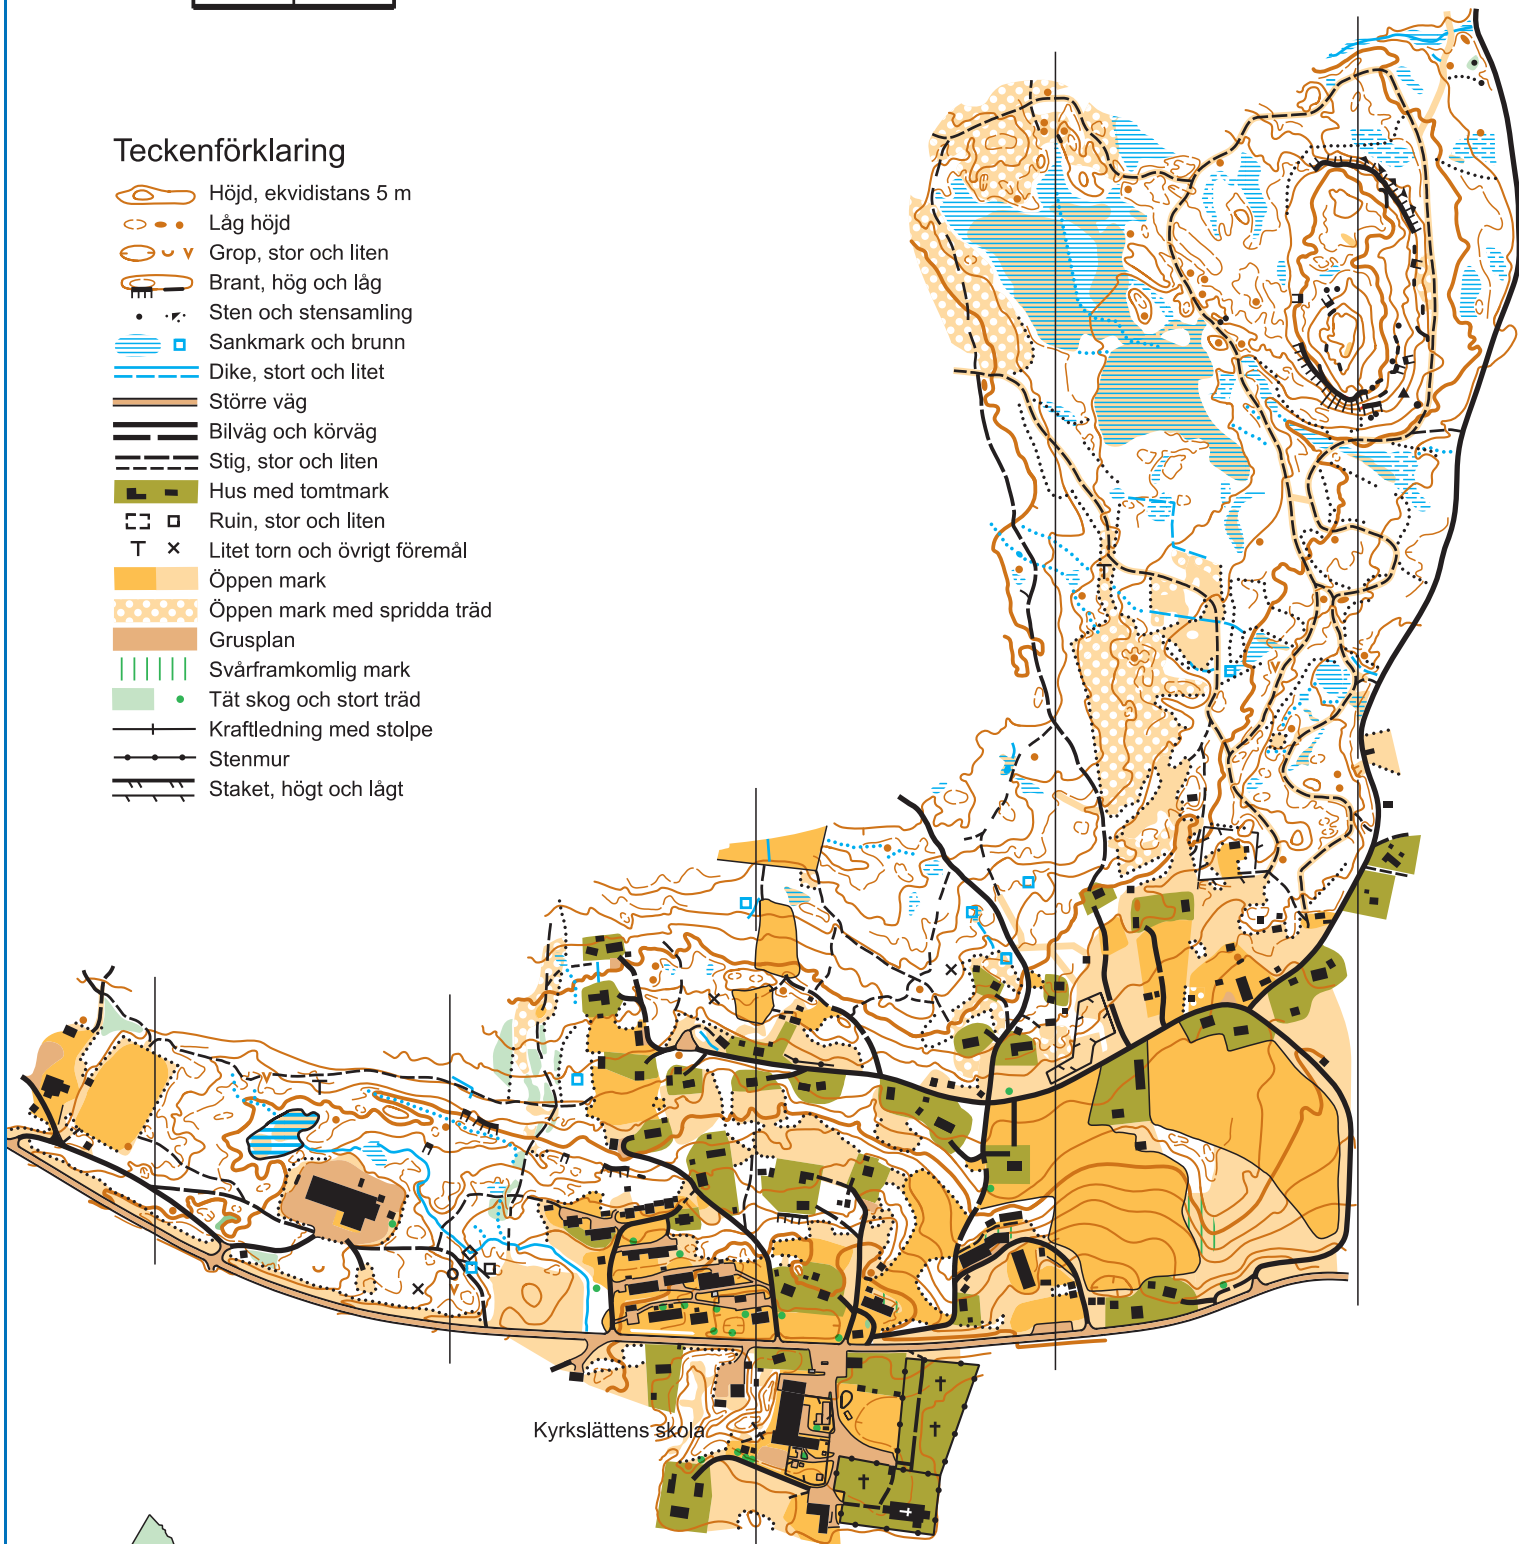 Teckenförklaring
Höjd, ekvidistans 5 m
Låg höjd
Grop, stor och liten
Brant, hög och låg
Sten och stensamling
Sankmark och brunn
Dike, stort och litet
Större väg
Bilväg och körväg
Stig, stor och liten
Hus med tomtmark
Ruin, stor och liten
Litet torn och övrigt föremål
Öppen mark
Öppen mark med spridda träd
Grusplan
Svårframkomlig mark
Tät skog och stort träd
Kraftledning med stolpe
Stenmur
Staket, högt och lågt
Kyrkslättens skola